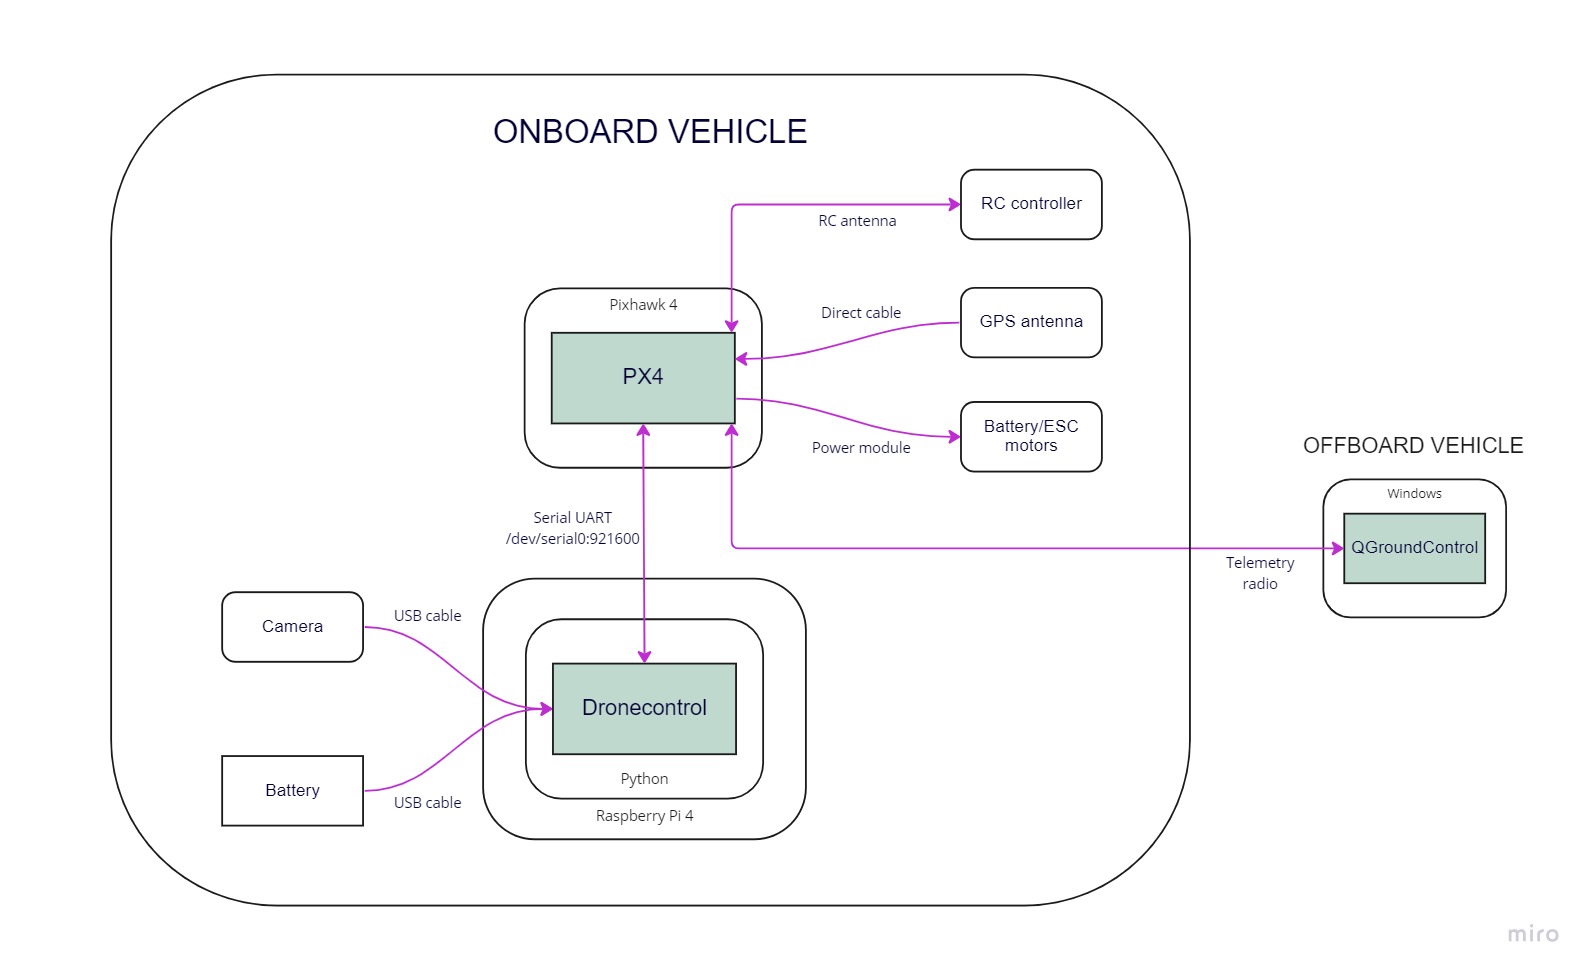 ONBOARD VEHICLE
RC controller
RC antenna
Pixhawk 4
Direct cable
GPS antenna
PX4
Battery/ESC
motors
Power module
OFFBOARD VEHICLE
Windows
QGroundControl
Telemetry
radio
Serial UART
/dev/serial0:921600
Camera
USB cable
Dronecontrol
Python
Raspberry Pi 4
Battery
USB cable
miro